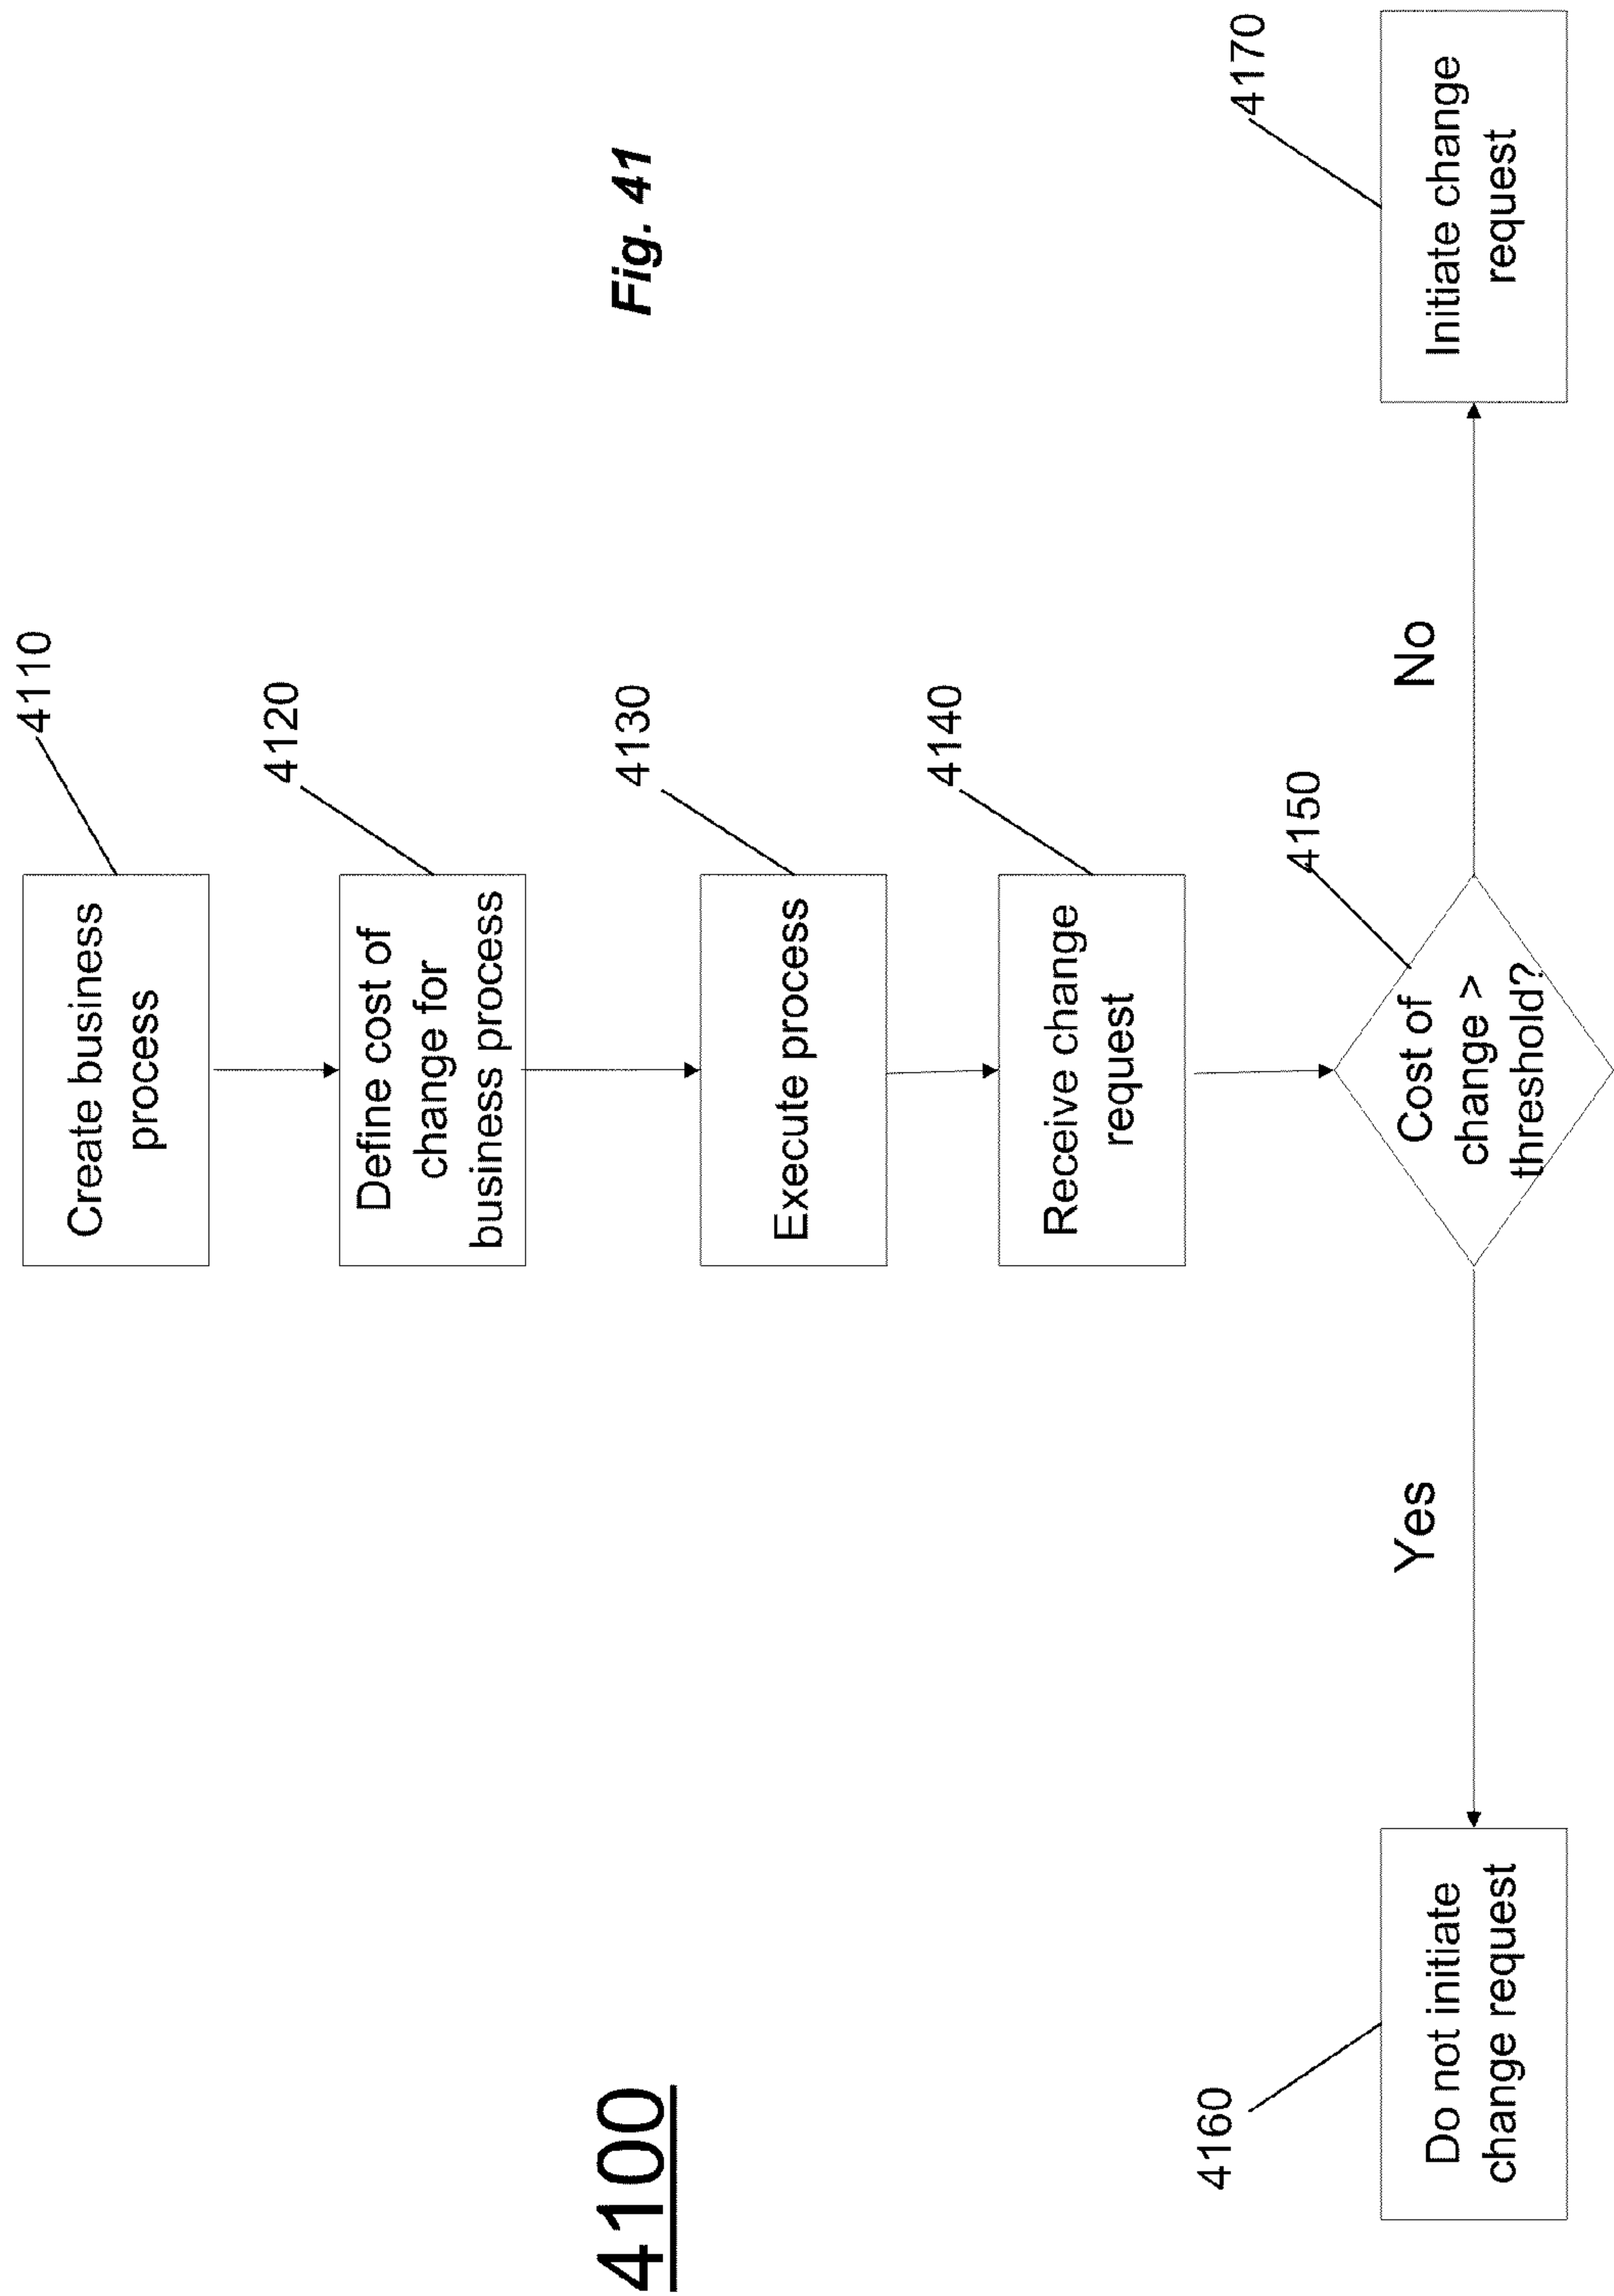 4100
Fig. 41
4110
Create business
process
4120
Define cost of
change for
business process
4130
Execute process
4140
Receive change
request
4150
Cost of
change >
threshold?
Yes
No
4160
Do not initiate
change request
4170
Initiate change
request